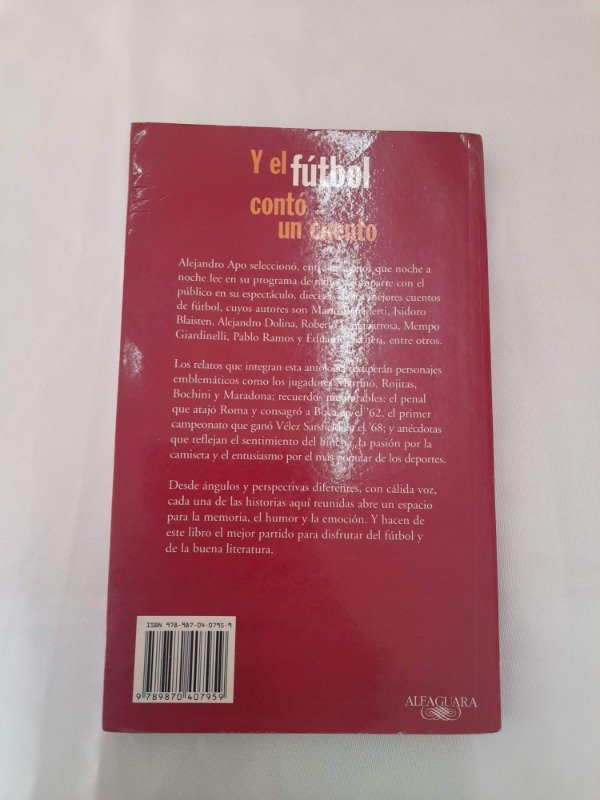 Y el fútbol
contó
un cuento
Alejandro Apo seleccionó, entre los textos que noche a
noche lee en su programa de radio y comparte con el
público en su espectáculo, dieciséis de los mejores cuentos
de fútbol, cuyos autores son Mario Benedetti, Isidoro
Blaisten, Alejandro Dolina, Roberto Fontanarrosa, Mempo
Giardinelli, Pablo Ramos y Eduardo Sacheri, entre otros.
Los relatos que integran esta antología recuperan personajes
emblemáticos como los jugadores Martino, Rojitas,
Bochini y Maradona; recuerdos memorables: el penal
que atajó Roma y consagró a Boca en el '62, el primer
campeonato que ganó Vélez Sarsfield en el '68; y anécdotas
que reflejan el sentimiento del hincha, la pasión por la
camiseta y el entusiasmo por el más popular de los deportes.
Desde ángulos y perspectivas diferentes, con cálida voz,
cada una de las historias aquí reunidas abre un espacio
para la memoria, el humor y la emoción. Y hacen de
este libro el mejor partido para disfrutar del fútbol y
de la buena literatura.
ISBN 978-987-04-0795-9
9 789870 407959
ALFAGUARA